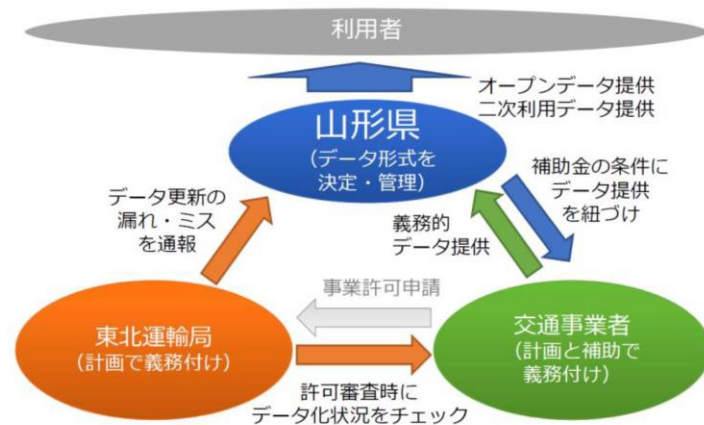 利用者
オープンデータ提供
二次利用データ提供
山形県
(データ形式を
決定・管理)
データ更新の
漏れ・ミス
を通報
補助金の条件に
データ提供
を紐づけ
義務的
データ提供
事業許可申請
東北運輸局
(計画で義務付け)
交通事業者
(計画と補助で
義務付け)
許可審査時に
データ化状況をチェック